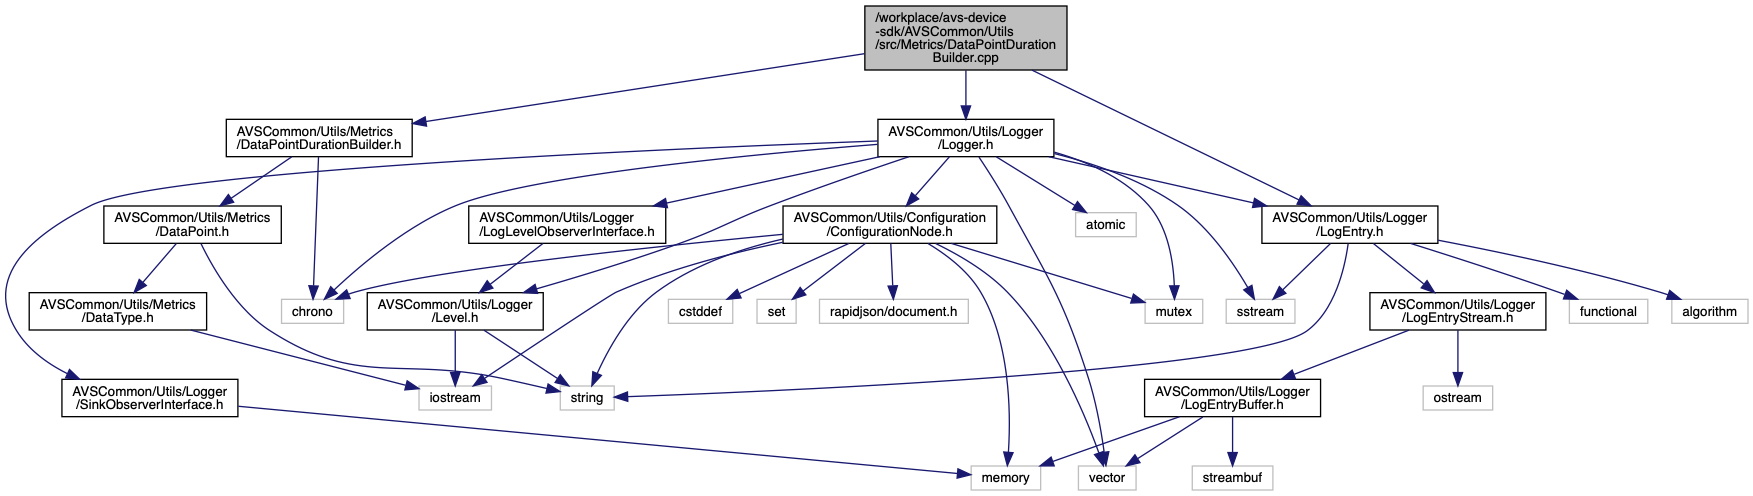 /workplace/avs-device
-sdk/AVSCommon/Utils
/src/Metrics/DataPointDuration
Builder.cpp
AVSCommon/Utils/Metrics
/DataPointDurationBuilder.h
AVSCommon/Utils/Logger
/Logger.h
AVSCommon/Utils/Metrics
/DataPoint.h
AVSCommon/Utils/Logger
/LogLevelObserverInterface.h
AVSCommon/Utils/Configuration
/ConfigurationNode.h
atomic
AVSCommon/Utils/Logger
/LogEntry.h
AVSCommon/Utils/Metrics
/DataType.h
chrono
AVSCommon/Utils/Logger
/Level.h
cstddef
set
rapidjson/document.h
mutex
sstream
AVSCommon/Utils/Logger
/LogEntryStream.h
functional
algorithm
AVSCommon/Utils/Logger
/SinkObserverInterface.h
iostream
string
AVSCommon/Utils/Logger
/LogEntryBuffer.h
ostream
memory
vector
streambuf